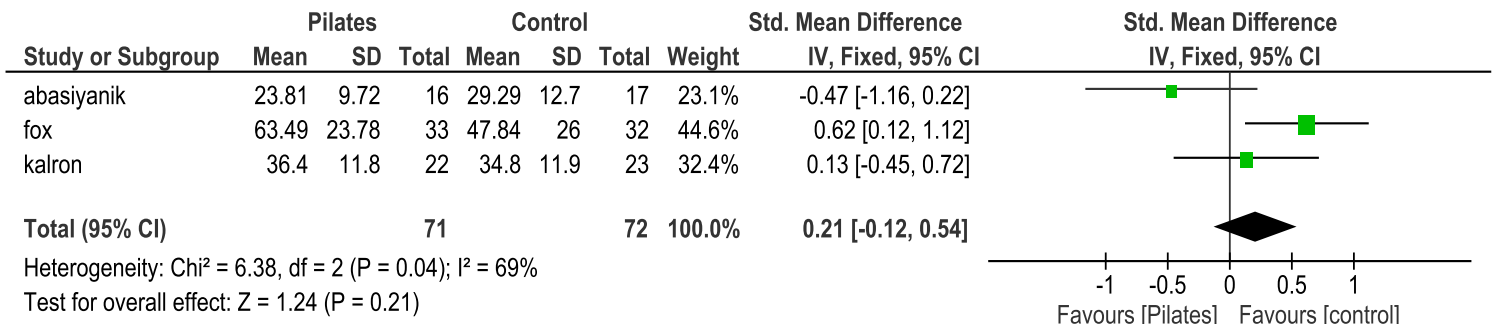 Pilates Control Std. Mean Difference Std. Mean Difference
Study or Subgroup Mean SD Total Mean SD Total Weight IV, Fixed, 95% CI IV, Fixed, 95% CI
abasiyanik 23.81 9.72 16 29.29 12.7 17 23.1% -0.47 [-1.16, 0.22]
fox 63.49 23.78 33 47.84 26 32 44.6% 0.62 [0.12, 1.12]
kalron 36.4 11.8 22 34.8 11.9 23 32.4% 0.13 [-0.45, 0.72]
Total (95% CI) 71 72 100.0% 0.21 [-0.12, 0.54]
Heterogeneity: Chi² = 6.38, df = 2 (P = 0.04); I² = 69%
Test for overall effect: Z = 1.24 (P = 0.21)
-1 -0.5 0 0.5 1
Favours [Pilates] Favours [control]